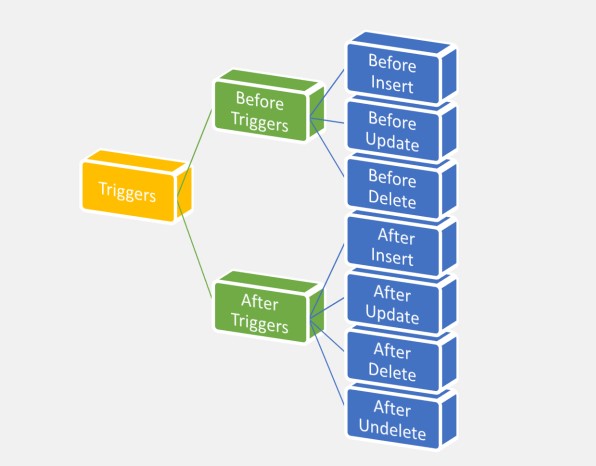 Triggers
Before
Triggers
Before
Insert
Before
Update
Before
Delete
After
Triggers
After
Insert
After
Update
After
Delete
After
Undelete